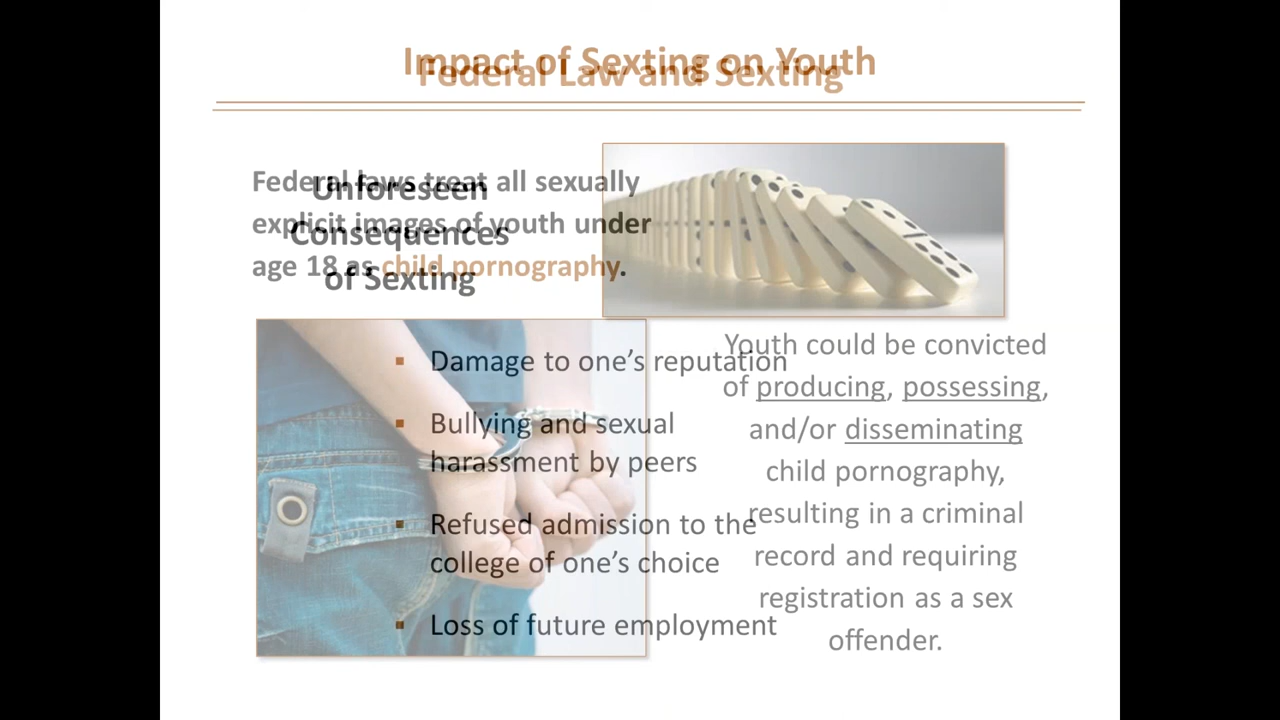 Impact of Sexting on Youth
Federal Law and Sexting
Federal laws treat all sexually
explicit images of youth under
age 18 as child pornography.
Unforeseen
Consequences
of Sexting
▪ Damage to one's reputation
▪ Bullying and sexual
harassment by peers
▪ Refused admission to the
college of one's choice
▪ Loss of future employment
Youth could be convicted
of producing, possessing,
and/or disseminating
child pornography,
resulting in a criminal
record and requiring
registration as a sex
offender.